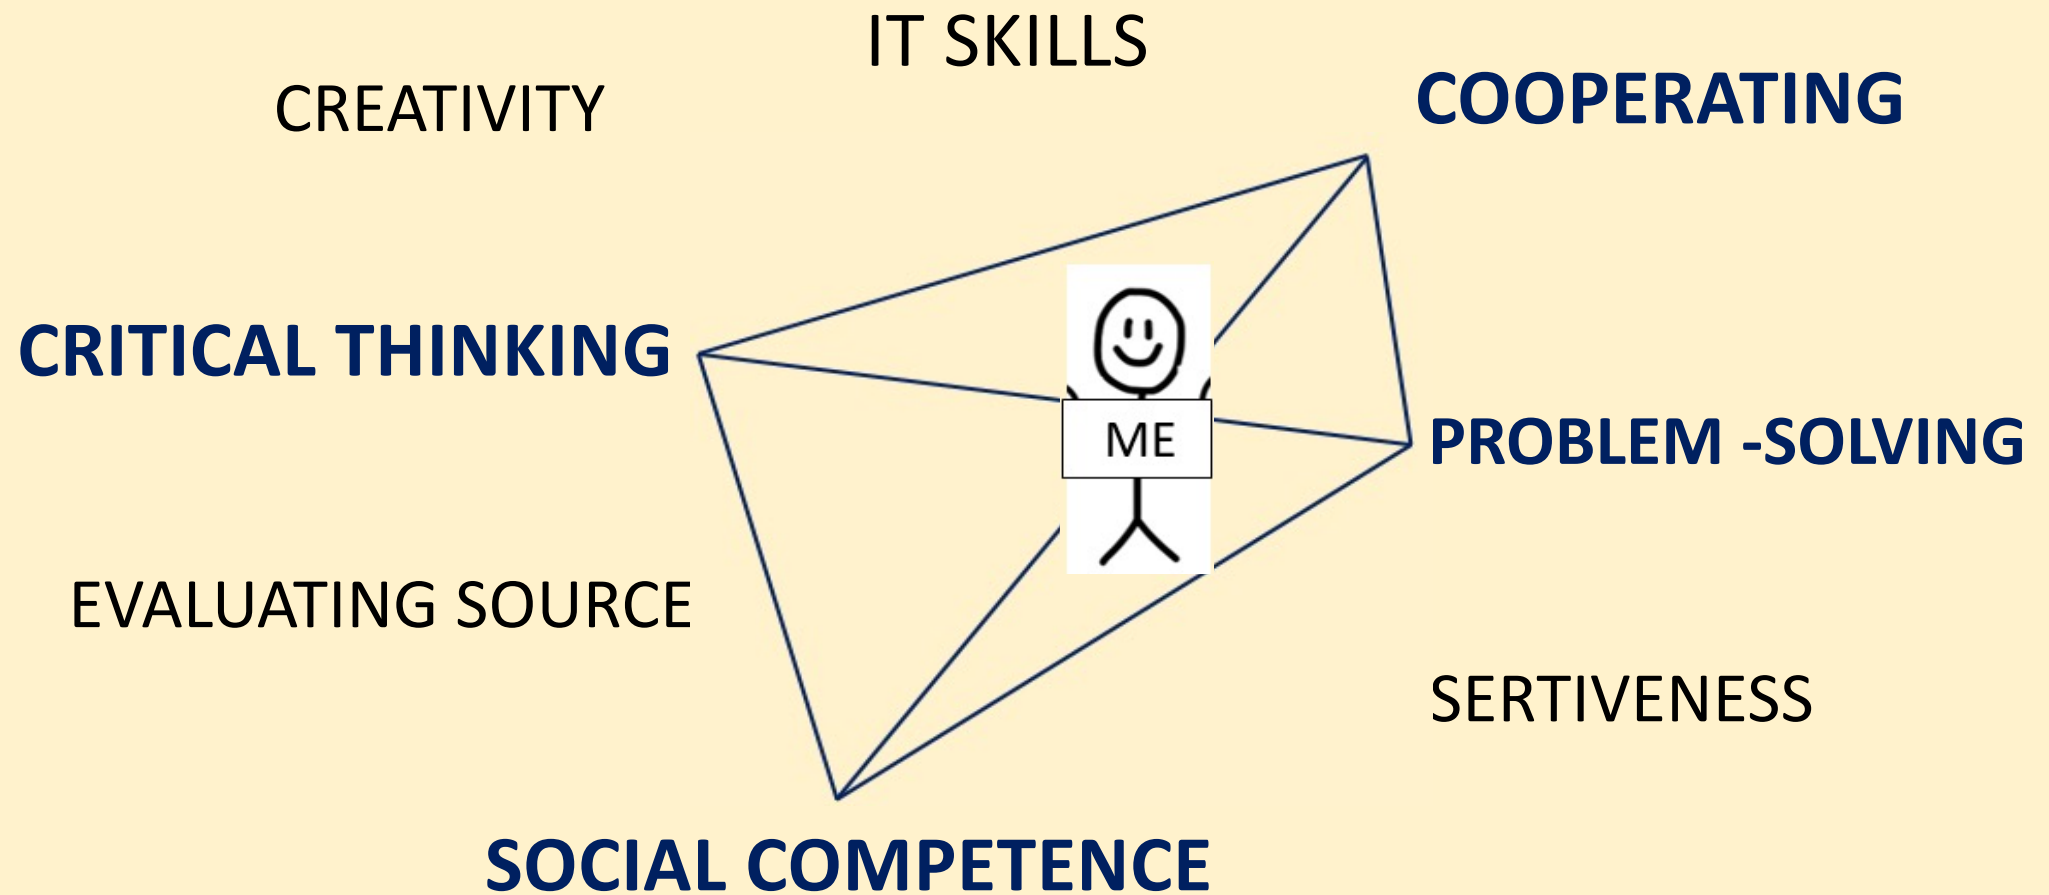 IT SKILLS
CREATIVITY
COOPERATING
CRITICAL THINKING
ME
PROBLEM -SOLVING
EVALUATING SOURCE
SERTIVENESS
SOCIAL COMPETENCE